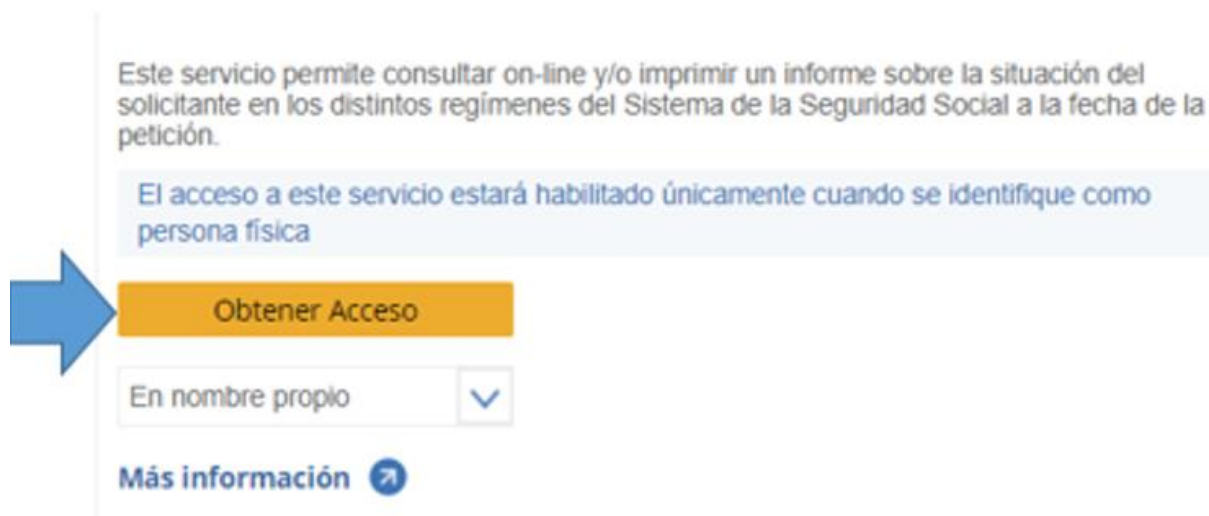 Este servicio permite consultar on-line y/o imprimir un informe sobre la situación del
solicitante en los distintos regímenes del Sistema de la Seguridad Social a la fecha de la
petición.
El acceso a este servicio estará habilitado únicamente cuando se identifique como
persona física
Obtener Acceso
En nombre propio
Más información